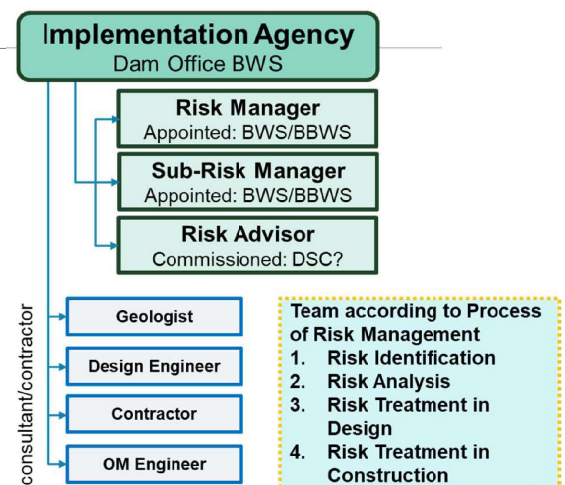 Implementation Agency
Dam Office BWS
Risk Manager
Appointed: BWS/BBWS
Sub-Risk Manager
Appointed: BWS/BBWS
Risk Advisor
Commissioned: DSC?
consultant/contractor
Geologist
Design Engineer
Contractor
OM Engineer
Team according to Process
of Risk Management
1. Risk Identification
2. Risk Analysis
3. Risk Treatment in
Design
4. Risk Treatment in
Construction